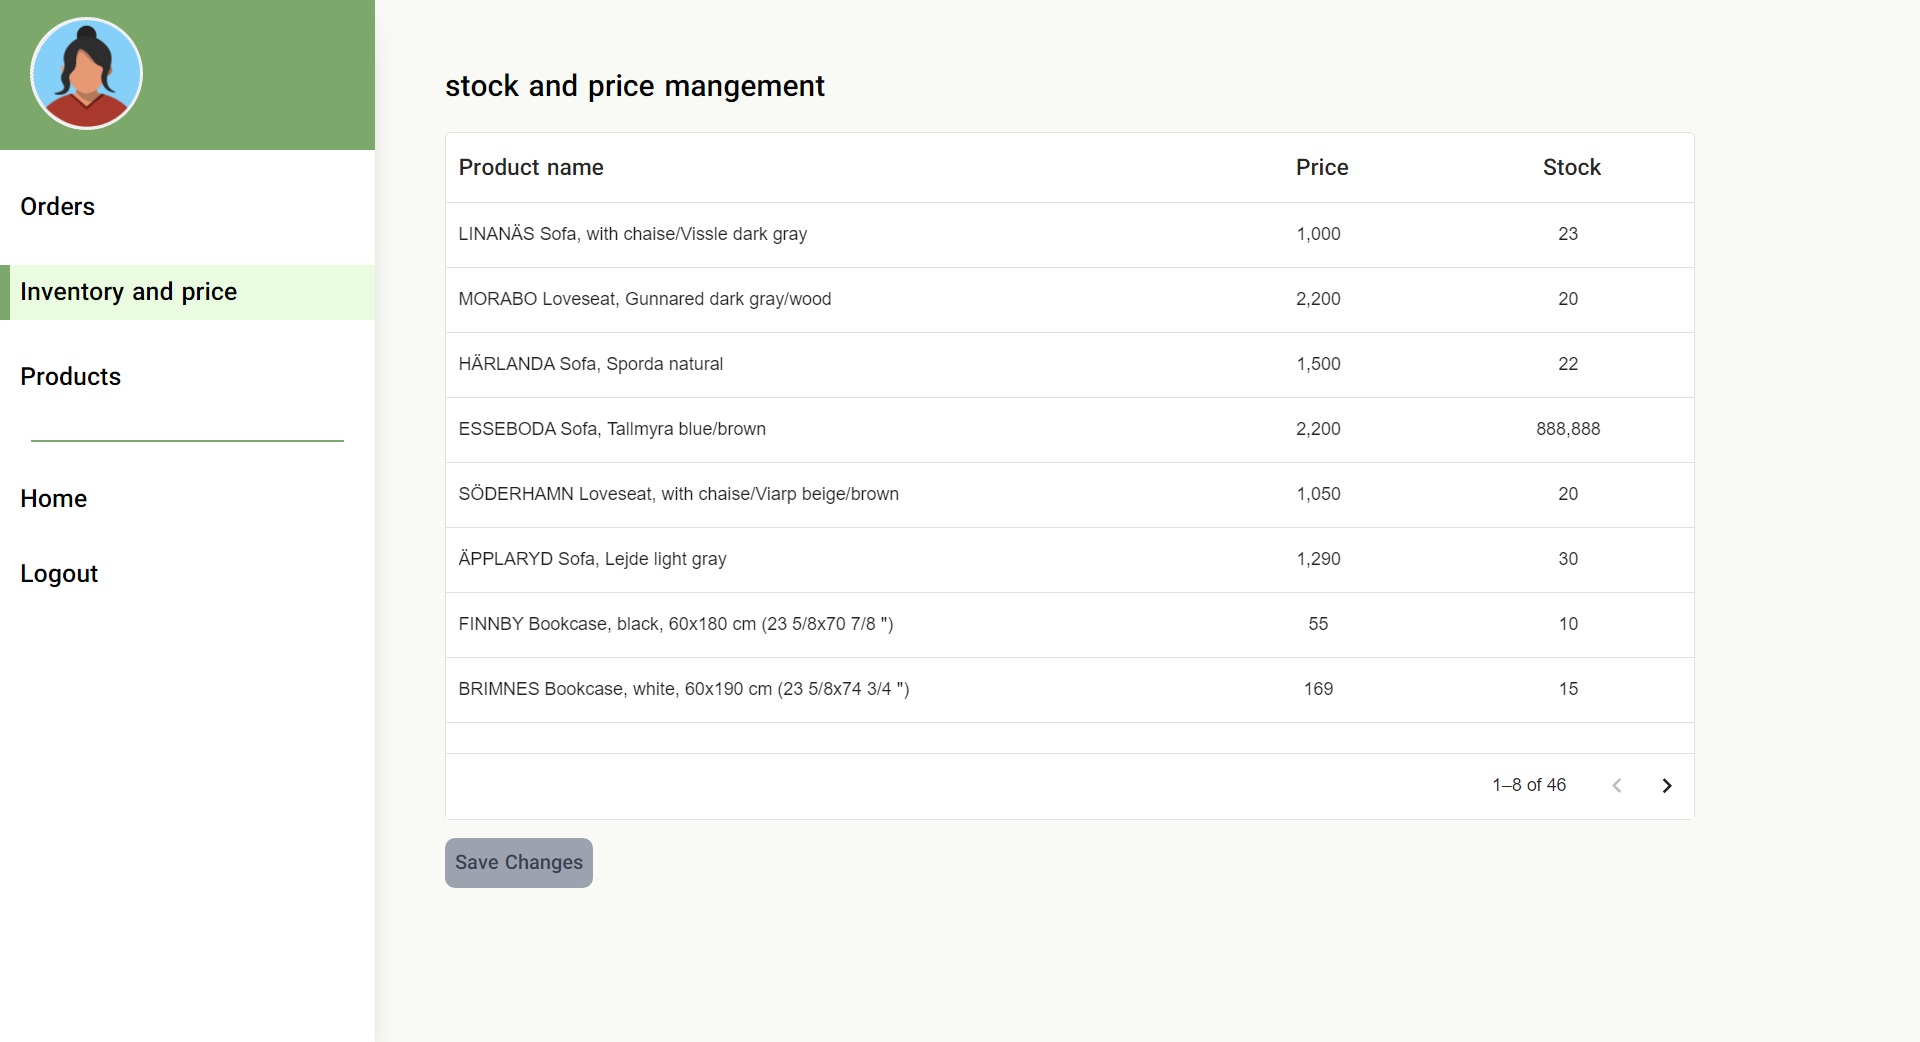 Orders
Inventory and price
Products
Home
Logout
stock and price mangement
Product name Price Stock
LINANÄS Sofa, with chaise/Vissle dark gray 1,000 23
MORABO Loveseat, Gunnared dark gray/wood 2,200 20
HÄRLANDA Sofa, Sporda natural 1,500 22
ESSEBODA Sofa, Tallmyra blue/brown 2,200 888,888
SÖDERHAMN Loveseat, with chaise/Viarp beige/brown 1,050 20
ÄPPLARYD Sofa, Lejde light gray 1,290 30
FINNBY Bookcase, black, 60x180 cm (23 5/8x70 7/8 ") 55 10
BRIMNES Bookcase, white, 60x190 cm (23 5/8x74 3/4 ") 169 15
1–8 of 46
Save Changes